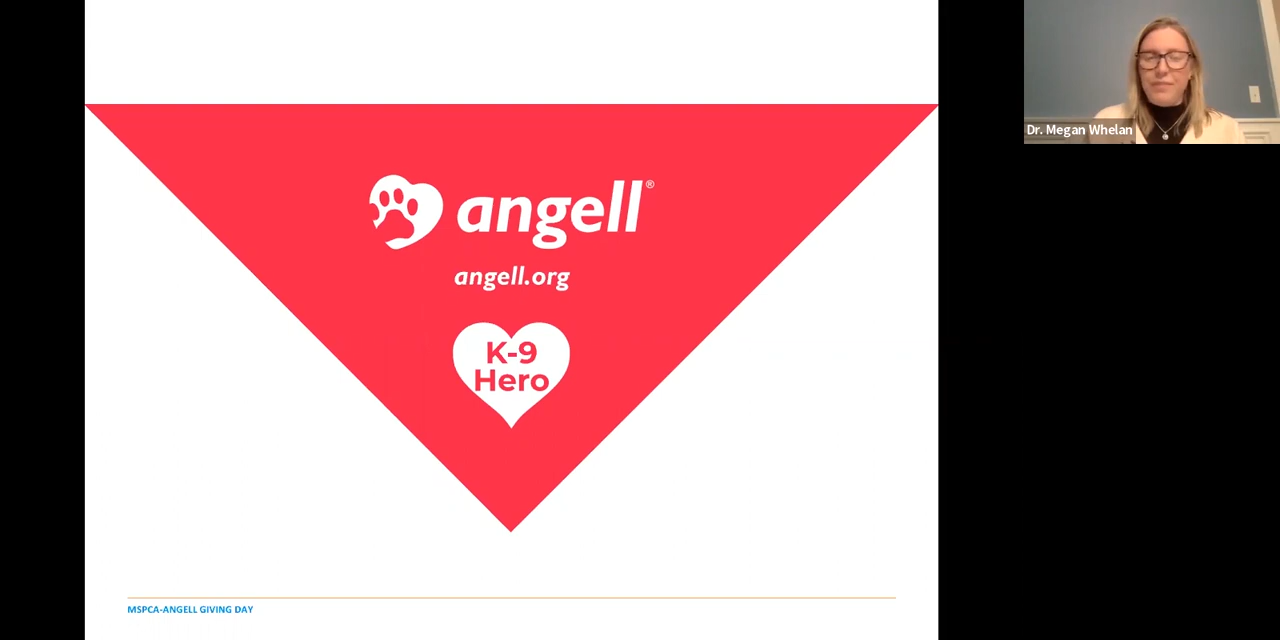 angell®
angell.org
K-9
Hero
MSPCA-ANGELL GIVING DAY
Dr. Megan Whelan